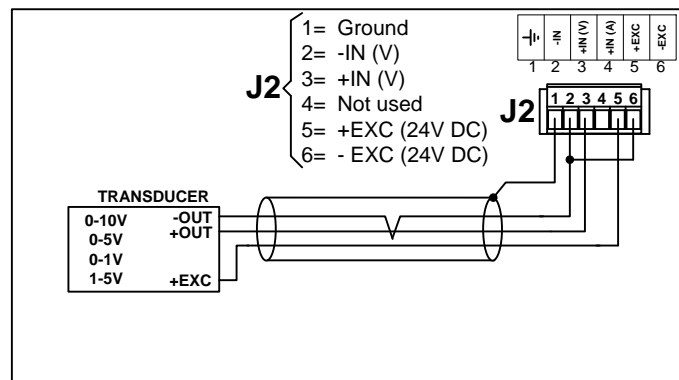 J2
1= Ground
2= -IN (V)
3= +IN (V)
4= Not used
5= +EXC (24V DC)
6= - EXC (24V DC)
-IN
+IN (V)
+IN (A)
+EXC
-EXC
1 2 3 4 5 6
J2
1 2 3 4 5 6
TRANSDUCER
0-10V -OUT
0-5V +OUT
0-1V
1-5V +EXC